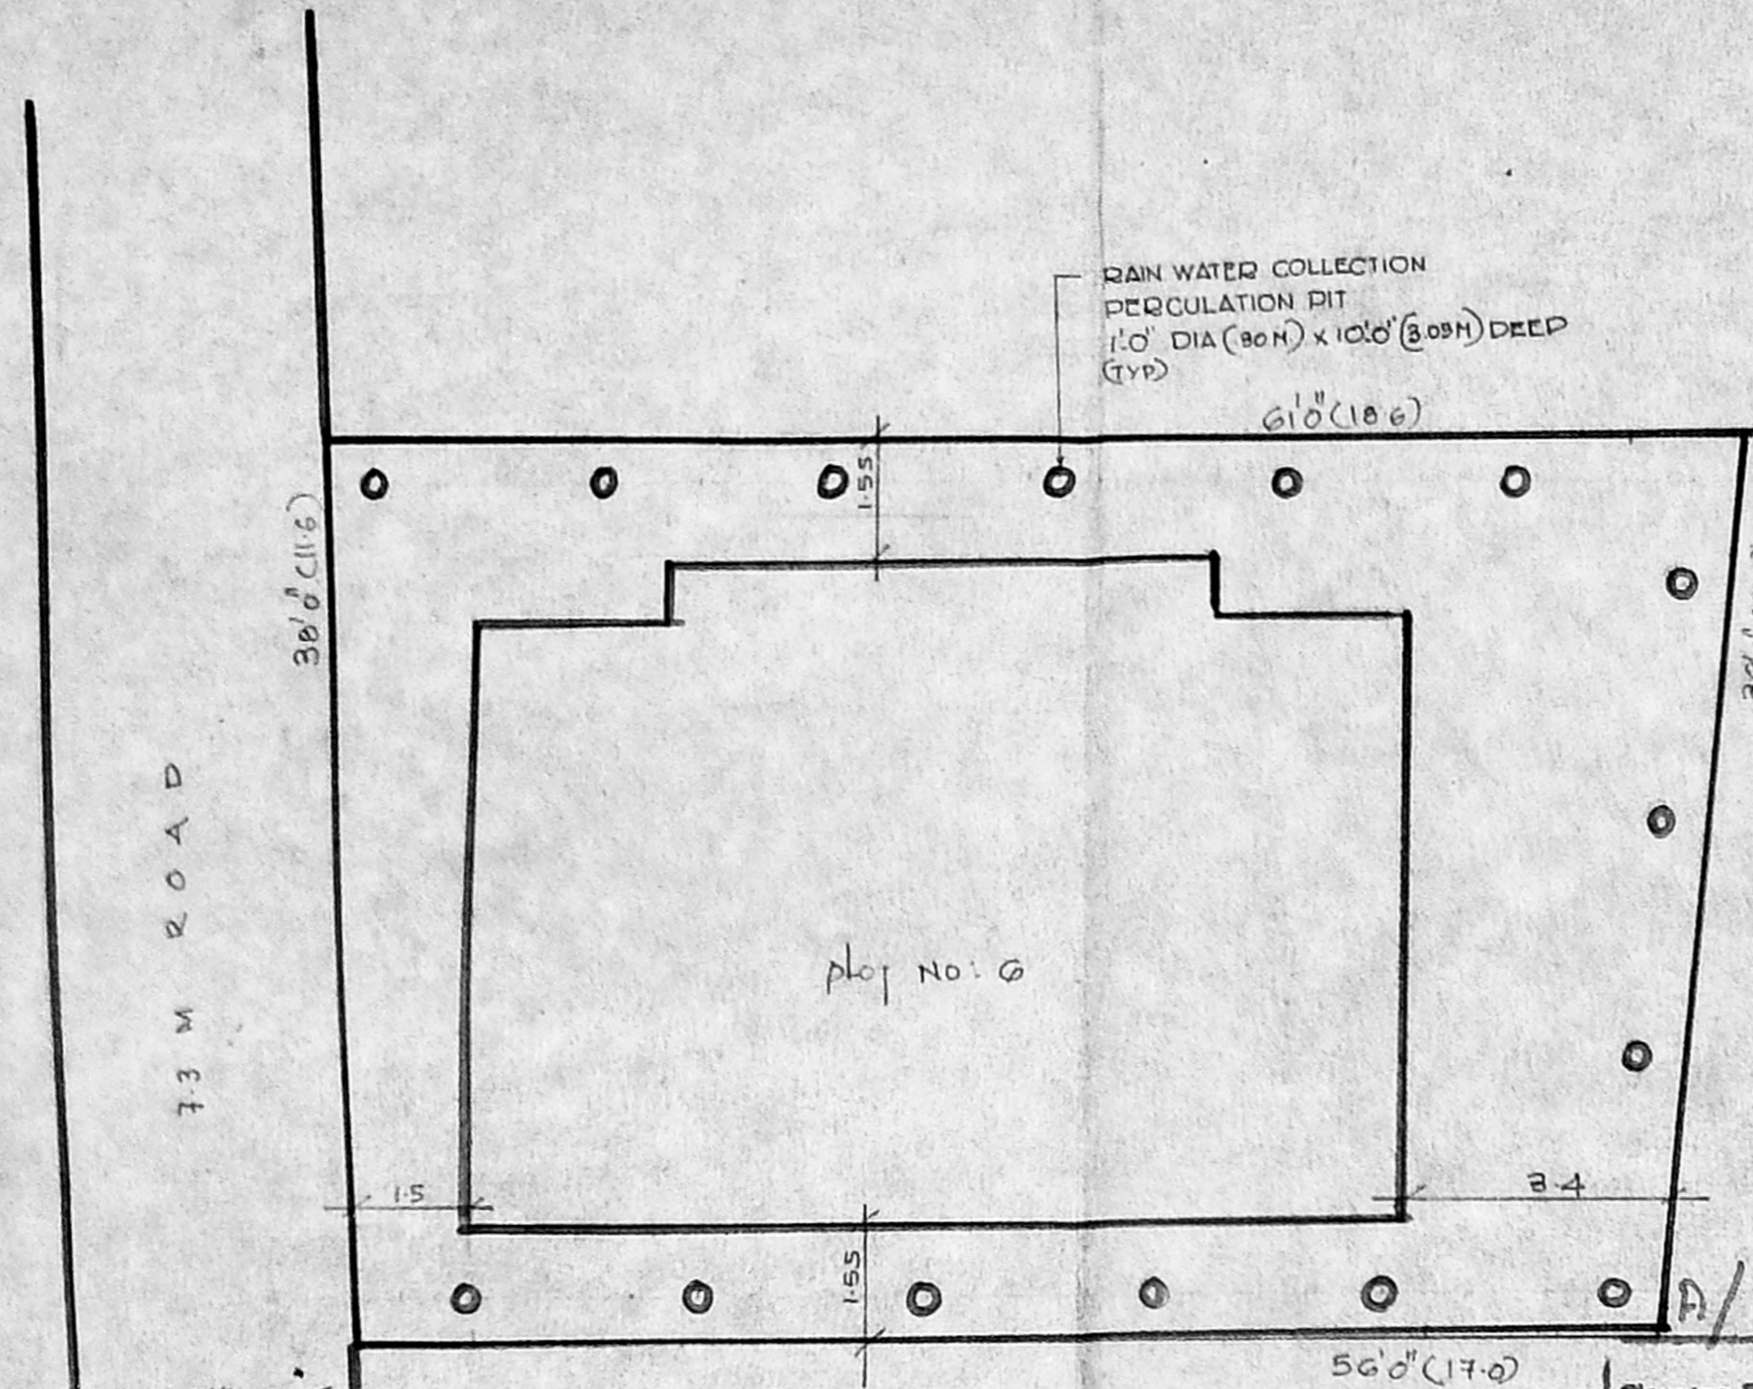 RAIN WATER COLLECTION
PERCULATION PIT
1'.0" DIA (30M) X 10'.0" (3.05M) DEEP
(TYP)
61'0" (18.6)
1.55
38'0" (11.6)
7.3 M ROAD
plot NO: 6
1.5
3.4
1.55
A/
56'0" (17.0)